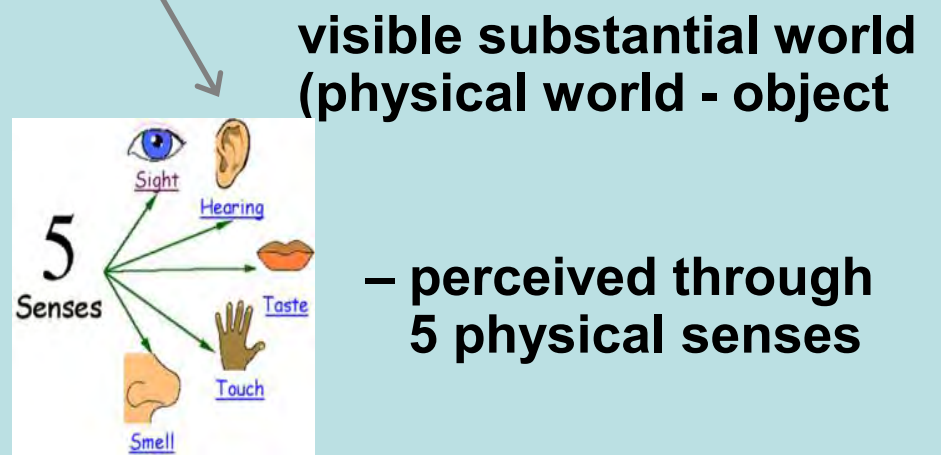 visible substantial world
(physical world - object
5
Senses
Sight
Hearing
Taste
Touch
Smell
– perceived through
5 physical senses